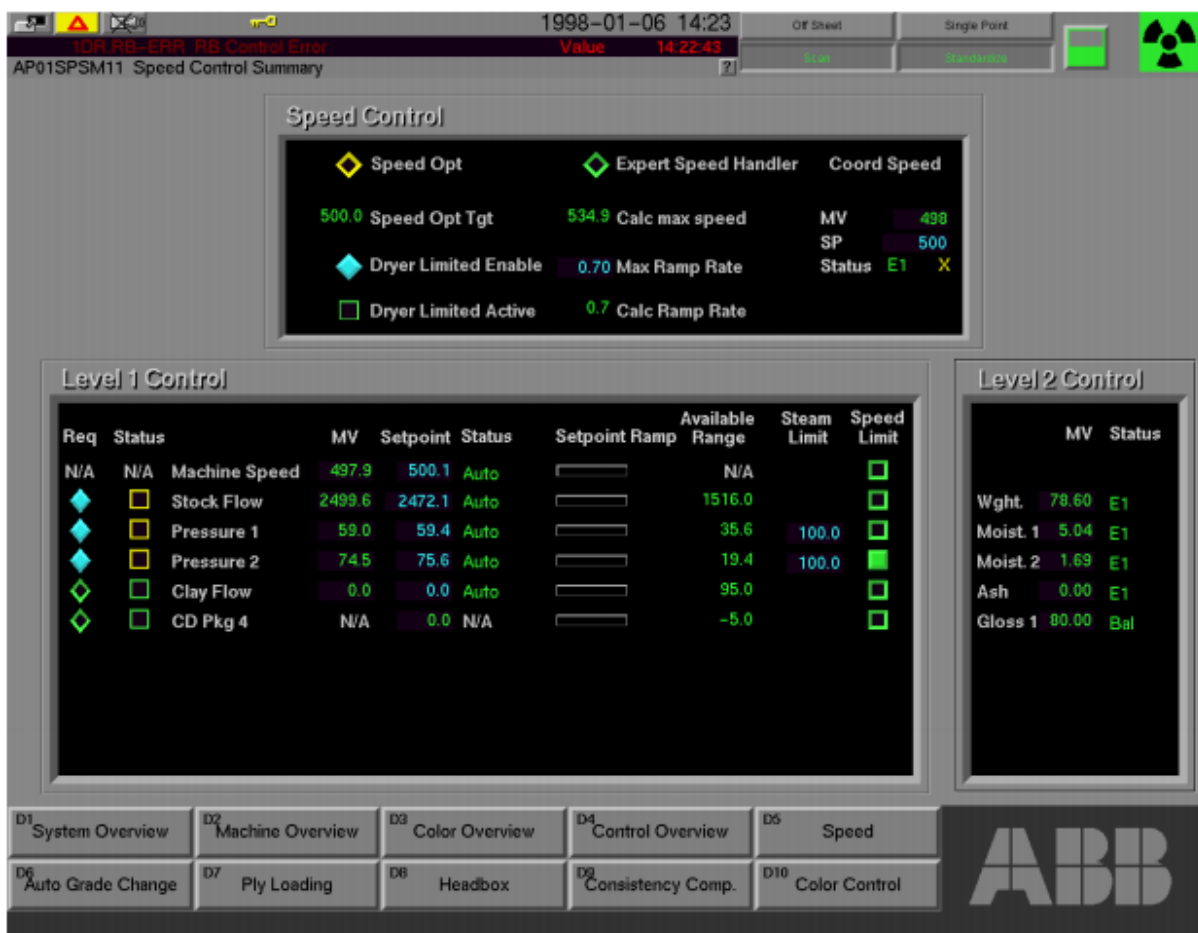 1998-01-06 14:23 Off Sheet Single Point
1DR.RB-ERR RB Control Error Value 14:22:43 Scan Standardize
AP01SPSM11 Speed Control Summary ?
Speed Control
Speed Opt Expert Speed Handler Coord Speed
500.0 Speed Opt Tgt 534.9 Calc max speed MV 498
SP 500
Dryer Limited Enable 0.70 Max Ramp Rate Status E1 X
Dryer Limited Active 0.7 Calc Ramp Rate
Level 1 Control
Req Status MV Setpoint Status Setpoint Ramp Available Range Steam Limit Speed Limit
N/A N/A Machine Speed 497.9 500.1 Auto N/A
Stock Flow 2499.6 2472.1 Auto 1516.0
Pressure 1 59.0 59.4 Auto 35.6 100.0
Pressure 2 74.5 75.6 Auto 19.4 100.0
Clay Flow 0.0 0.0 Auto 95.0
CD Pkg 4 N/A 0.0 N/A -5.0
Level 2 Control
MV Status
Wght. 78.60 E1
Moist. 1 5.04 E1
Moist. 2 1.69 E1
Ash 0.00 E1
Gloss 1 80.00 Bal
D1 System Overview D2 Machine Overview D3 Color Overview D4 Control Overview D5 Speed
D6 Auto Grade Change D7 Ply Loading D8 Headbox D9 Consistency Comp. D10 Color Control
ABB